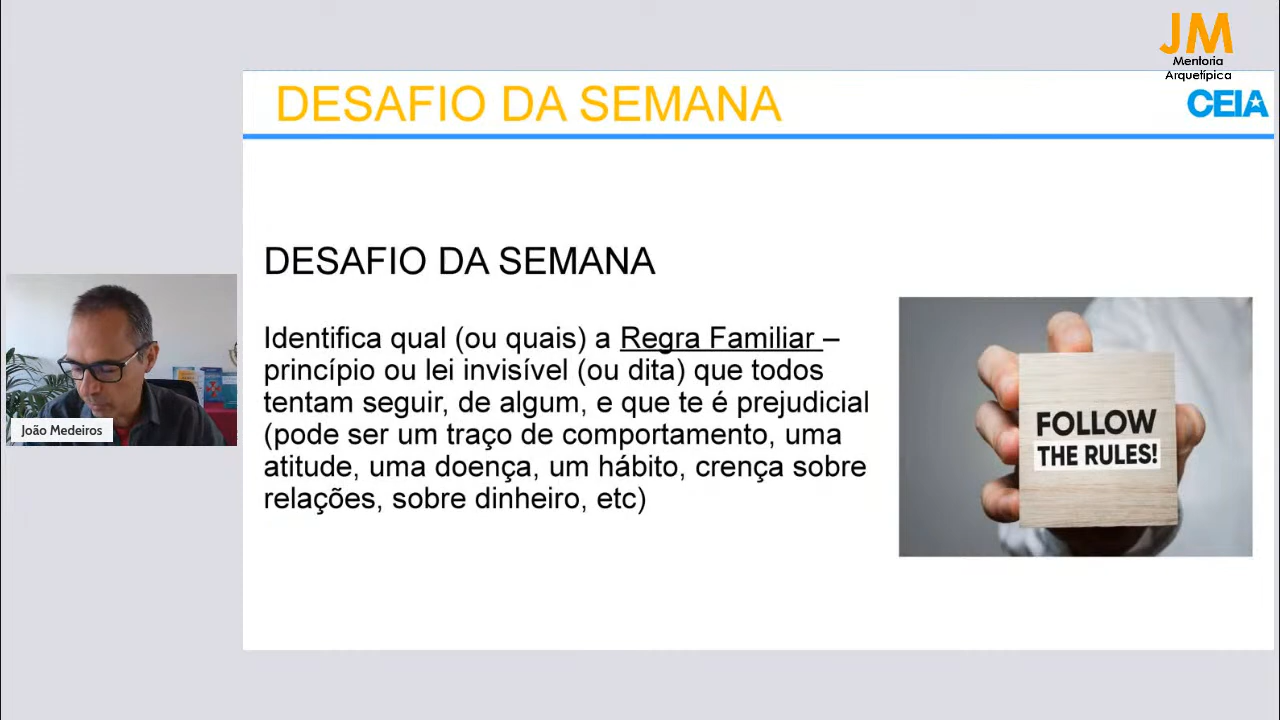 JM
Mentoria
Arquetípica
DESAFIO DA SEMANA
CEIA
DESAFIO DA SEMANA
Identifica qual (ou quais) a Regra Familiar –
princípio ou lei invisível (ou dita) que todos
tentam seguir, de algum, e que te é prejudicial
(pode ser um traço de comportamento, uma
atitude, uma doença, um hábito, crença sobre
relações, sobre dinheiro, etc)
FOLLOW
THE RULES!
João Medeiros